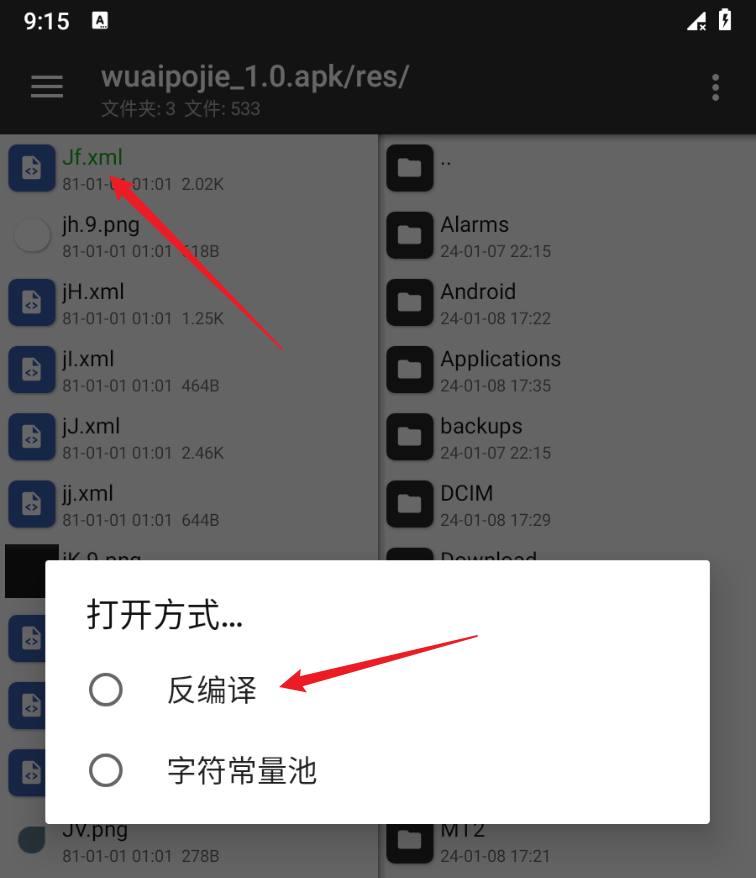 9:15
wuaipojie_1.0.apk/res/
文件夹: 3 文件: 533
Jf.xml
81-01-01 01:01 2.02K
jh.9.png
81-01-01 01:01 618B
jH.xml
81-01-01 01:01 1.25K
jI.xml
81-01-01 01:01 464B
jJ.xml
81-01-01 01:01 2.46K
jj.xml
81-01-01 01:01 644B
jK.9.png
JV.png
81-01-01 01:01 278B
..
Alarms
24-01-07 22:15
Android
24-01-08 17:22
Applications
24-01-08 17:35
backups
24-01-07 22:15
DCIM
24-01-08 17:29
Download
MT2
24-01-08 17:21
打开方式...
反编译
字符常量池